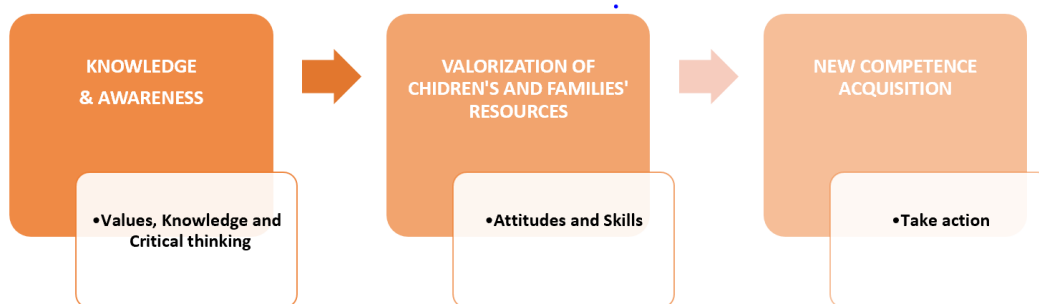 KNOWLEDGE
& AWARENESS
•Values, Knowledge and
Critical thinking
VALORIZATION OF
CHIDREN'S AND FAMILIES'
RESOURCES
•Attitudes and Skills
NEW COMPETENCE
ACQUISITION
•Take action